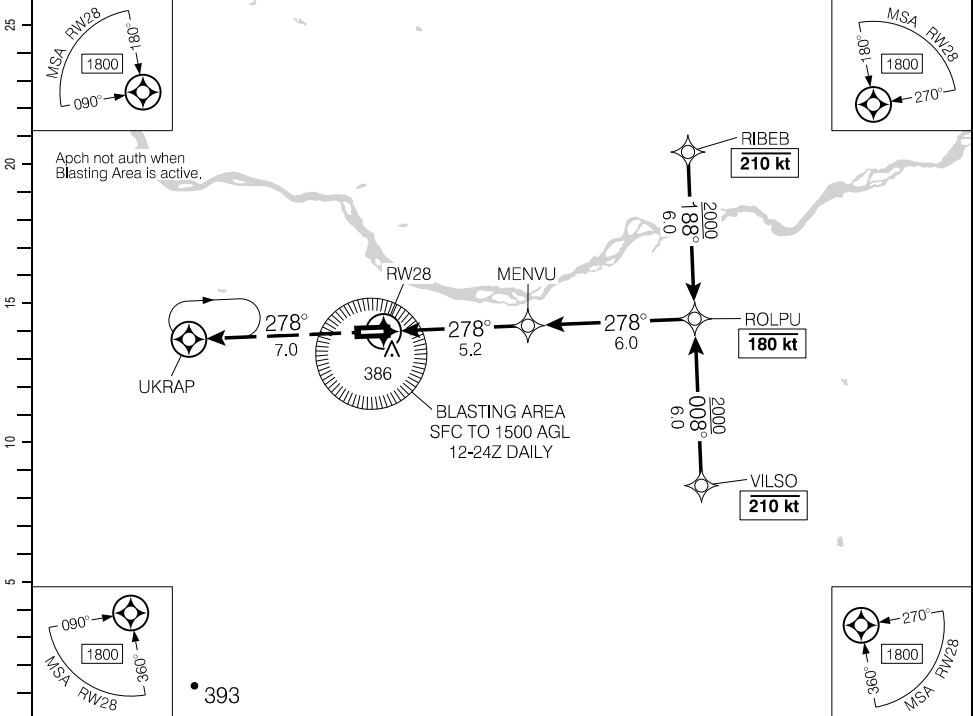 25
20
15
10
5
MSA RW28
180°
1800
090°
MSA RW28
180°
1800
270°
Apch not auth when
Blasting Area is active.
RIBEB
210 kt
2000
188°
6.0
RW28
MENVU
278°
7.0
278°
5.2
278°
6.0
ROLPU
180 kt
UKRAP
386
BLASTING AREA
SFC TO 1500 AGL
12-24Z DAILY
2000
008°
6.0
VILSO
210 kt
090°
1800
360°
MSA RW28
393
270°
1800
360°
MSA RW28